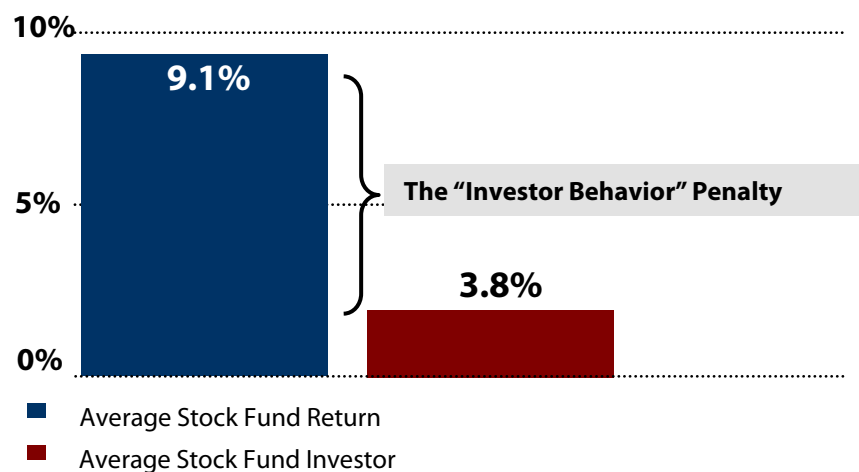 10%
9.1%
The “Investor Behavior” Penalty
5%
3.8%
0%
Average Stock Fund Return
Average Stock Fund Investor